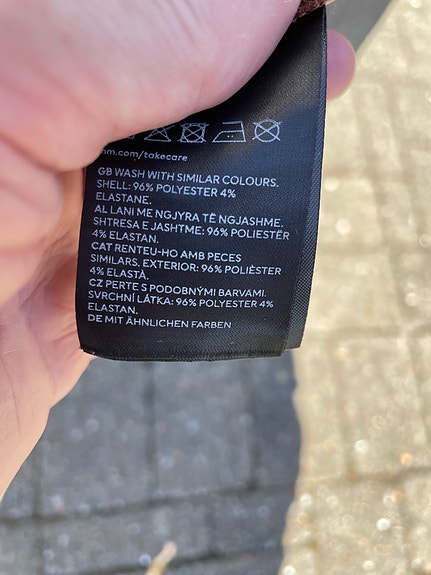 hm.com/takecare
GB WASH WITH SIMILAR COLOURS.
SHELL: 96% POLYESTER 4%
ELASTANE.
AL LANI ME NGJYRA TË NGJASHME.
SHTRESA E JASHTME: 96% POLIESTËR
4% ELASTAN.
CAT RENTEU-HO AMB PECES
SIMILARS. EXTERIOR: 96% POLIÈSTER
4% ELASTÀ.
CZ PERTE S PODOBNÝMI BARVAMI.
SVRCHNÍ LÁTKA: 96% POLYESTER 4%
ELASTAN.
DE MIT ÄHNLICHEN FARBEN